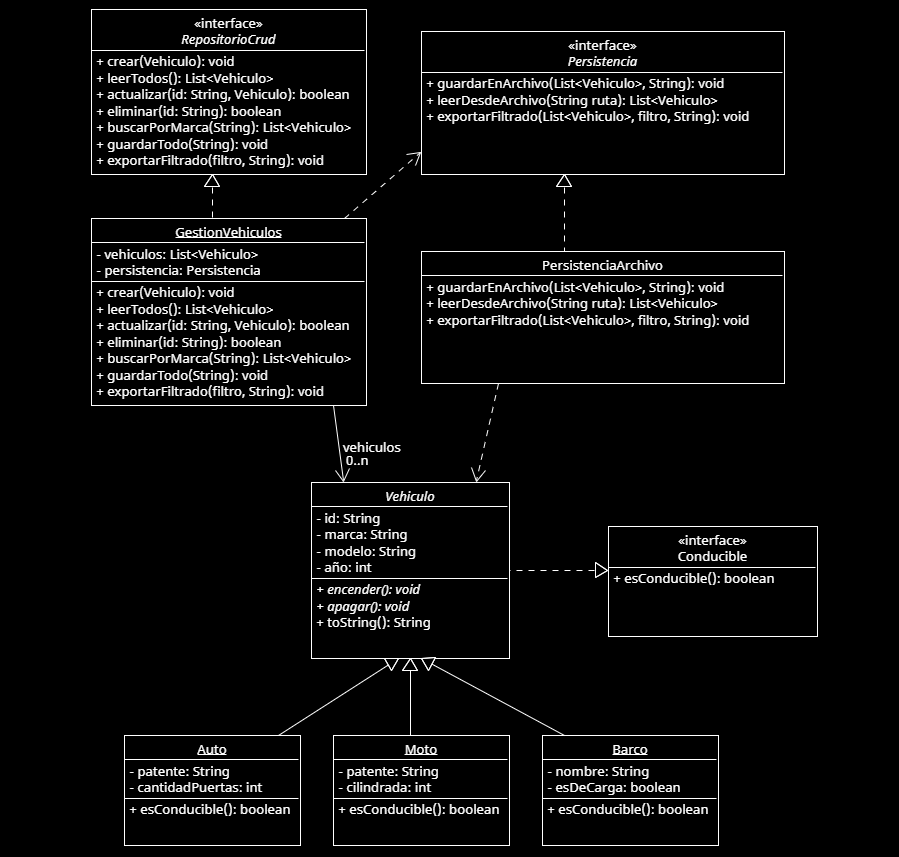 «interface»
RepositorioCrud
+ crear(Vehiculo): void
+ leerTodos(): List<Vehiculo>
+ actualizar(id: String, Vehiculo): boolean
+ eliminar(id: String): boolean
+ buscarPorMarca(String): List<Vehiculo>
+ guardarTodo(String): void
+ exportarFiltrado(filtro, String): void
«interface»
Persistencia
+ guardarEnArchivo(List<Vehiculo>, String): void
+ leerDesdeArchivo(String ruta): List<Vehiculo>
+ exportarFiltrado(List<Vehiculo>, filtro, String): void
GestionVehiculos
- vehiculos: List<Vehiculo>
- persistencia: Persistencia
+ crear(Vehiculo): void
+ leerTodos(): List<Vehiculo>
+ actualizar(id: String, Vehiculo): boolean
+ eliminar(id: String): boolean
+ buscarPorMarca(String): List<Vehiculo>
+ guardarTodo(String): void
+ exportarFiltrado(filtro, String): void
PersistenciaArchivo
+ guardarEnArchivo(List<Vehiculo>, String): void
+ leerDesdeArchivo(String ruta): List<Vehiculo>
+ exportarFiltrado(List<Vehiculo>, filtro, String): void
vehiculos
0..n
Vehiculo
- id: String
- marca: String
- modelo: String
- año: int
+ encender(): void
+ apagar(): void
+ toString(): String
«interface»
Conducible
+ esConducible(): boolean
Auto
- patente: String
- cantidadPuertas: int
+ esConducible(): boolean
Moto
- patente: String
- cilindrada: int
+ esConducible(): boolean
Barco
- nombre: String
- esDeCarga: boolean
+ esConducible(): boolean